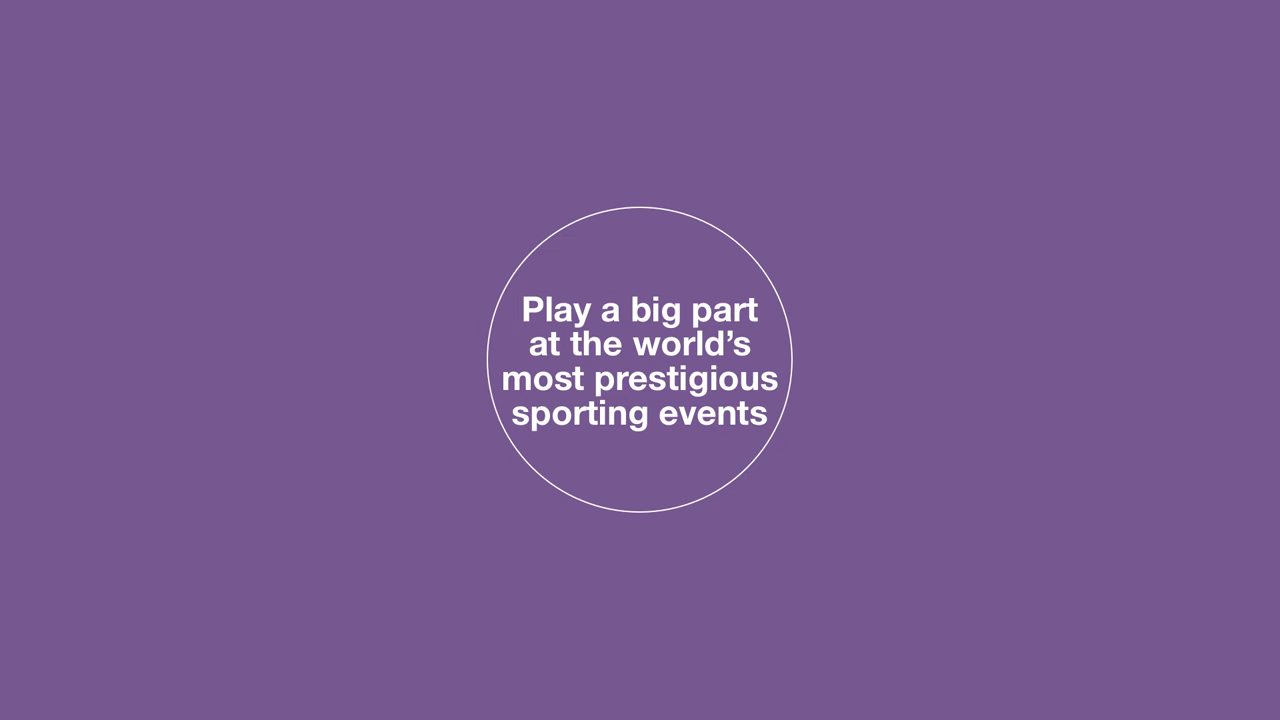 Play a big part
at the world’s
most prestigious
sporting events